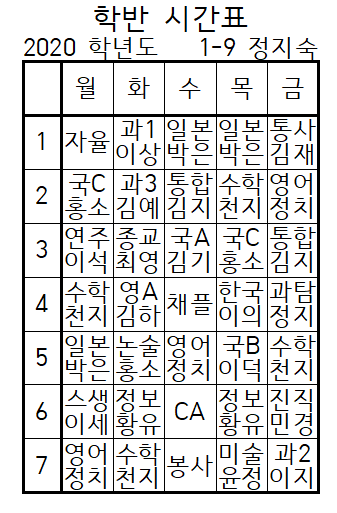 학반 시간표
2020 학년도 1-9 정지숙
월 화 수 목 금
1 자율 과1 이상 일본 박은 일본 박은 통사 김재
2 국C 홍소 과3 김예 통합 김지 수학 천지 영어 정치
3 연주 이석 종교 최영 국A 김기 국C 홍소 통합 김지
4 수학 천지 영A 김하 채플 한국 이의 과탐 정지
5 일본 박은 논술 홍소 영어 정치 국B 이덕 수학 천지
6 스생 이세 정보 황유 CA 정보 황유 진직 민경
7 영어 정치 수학 천지 봉사 미술 윤정 과2 이지